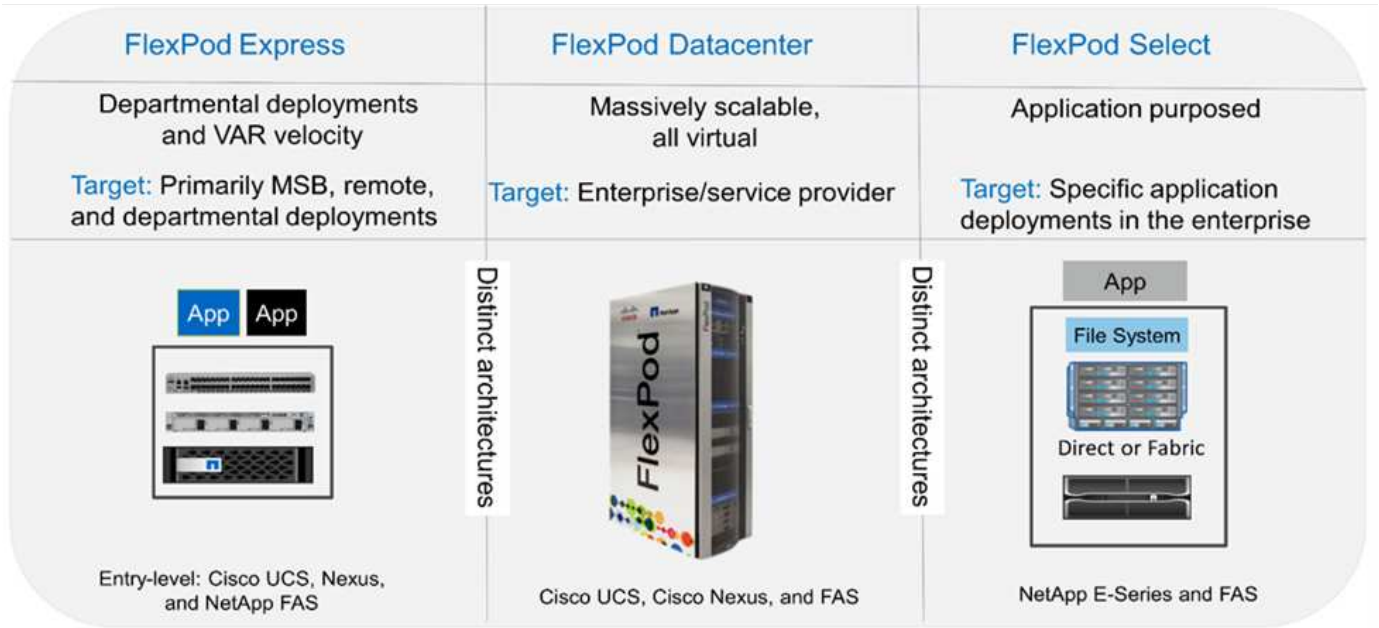 FlexPod Express
FlexPod Datacenter
FlexPod Select
Departmental deployments
and VAR velocity
Massively scalable,
all virtual
Application purposed
Target: Primarily MSB, remote,
and departmental deployments
Target: Enterprise/service provider
Target: Specific application
deployments in the enterprise
App
App
Distinct architectures
cisco
NetApp
FlexPod
FlexPod
Distinct architectures
App
File System
Direct or Fabric
Entry-level: Cisco UCS, Nexus,
and NetApp FAS
Cisco UCS, Cisco Nexus, and FAS
NetApp E-Series and FAS